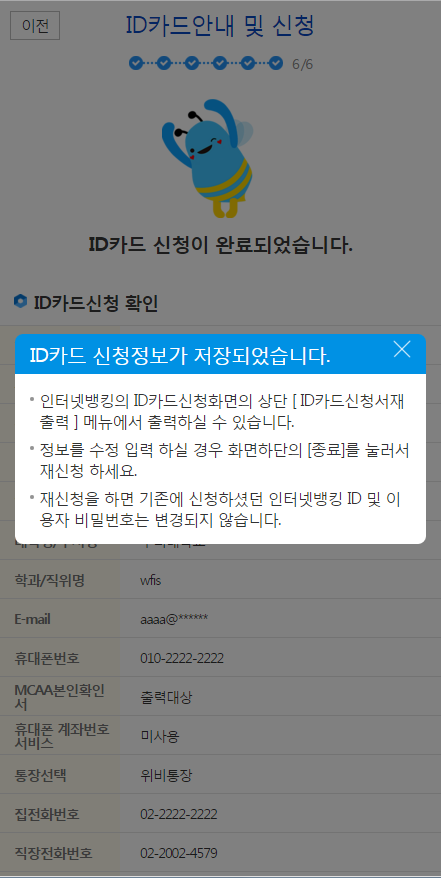 이전
ID카드안내 및 신청
6/6
ID카드 신청이 완료되었습니다.
ID카드신청 확인
ID카드 신청정보가 저장되었습니다.
인터넷뱅킹의 ID카드신청화면의 상단 [ ID카드신청서재
출력 ] 메뉴에서 출력하실 수 있습니다.
정보를 수정 입력 하실 경우 화면하단의 [종료]를 눌러서
재신청 하세요.
재신청을 하면 기존에 신청하셨던 인터넷뱅킹 ID 및 이
용자 비밀번호는 변경되지 않습니다.
학과/직위명 wfis
E-mail aaaa@******
휴대폰번호 010-2222-2222
MCAA본인확인
서 출력대상
휴대폰 계좌번호
서비스 미사용
통장선택 위비통장
집전화번호 02-2222-2222
직장전화번호 02-2002-4579